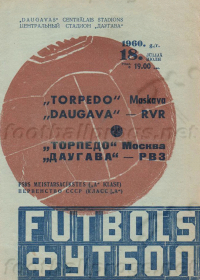 „DAUGAVAS" CENTRĀLAIS STADIONS
ЦЕНТРАЛЬНЫЙ СТАДИОН „ДАУГАВА"
1960. g./г.
18.
19.00
„TORPEDO" Maskava
„DAUGAVA" — RVR
„ТОРПЕДО" Москва
„ДАУГАВА" — РВЗ
PSRS MEISTARSACĪKSTES („A" KLASE)
ПЕРВЕНСТВО СССР (КЛАСС „А")
FUTBOLS
ФУТБОЛ